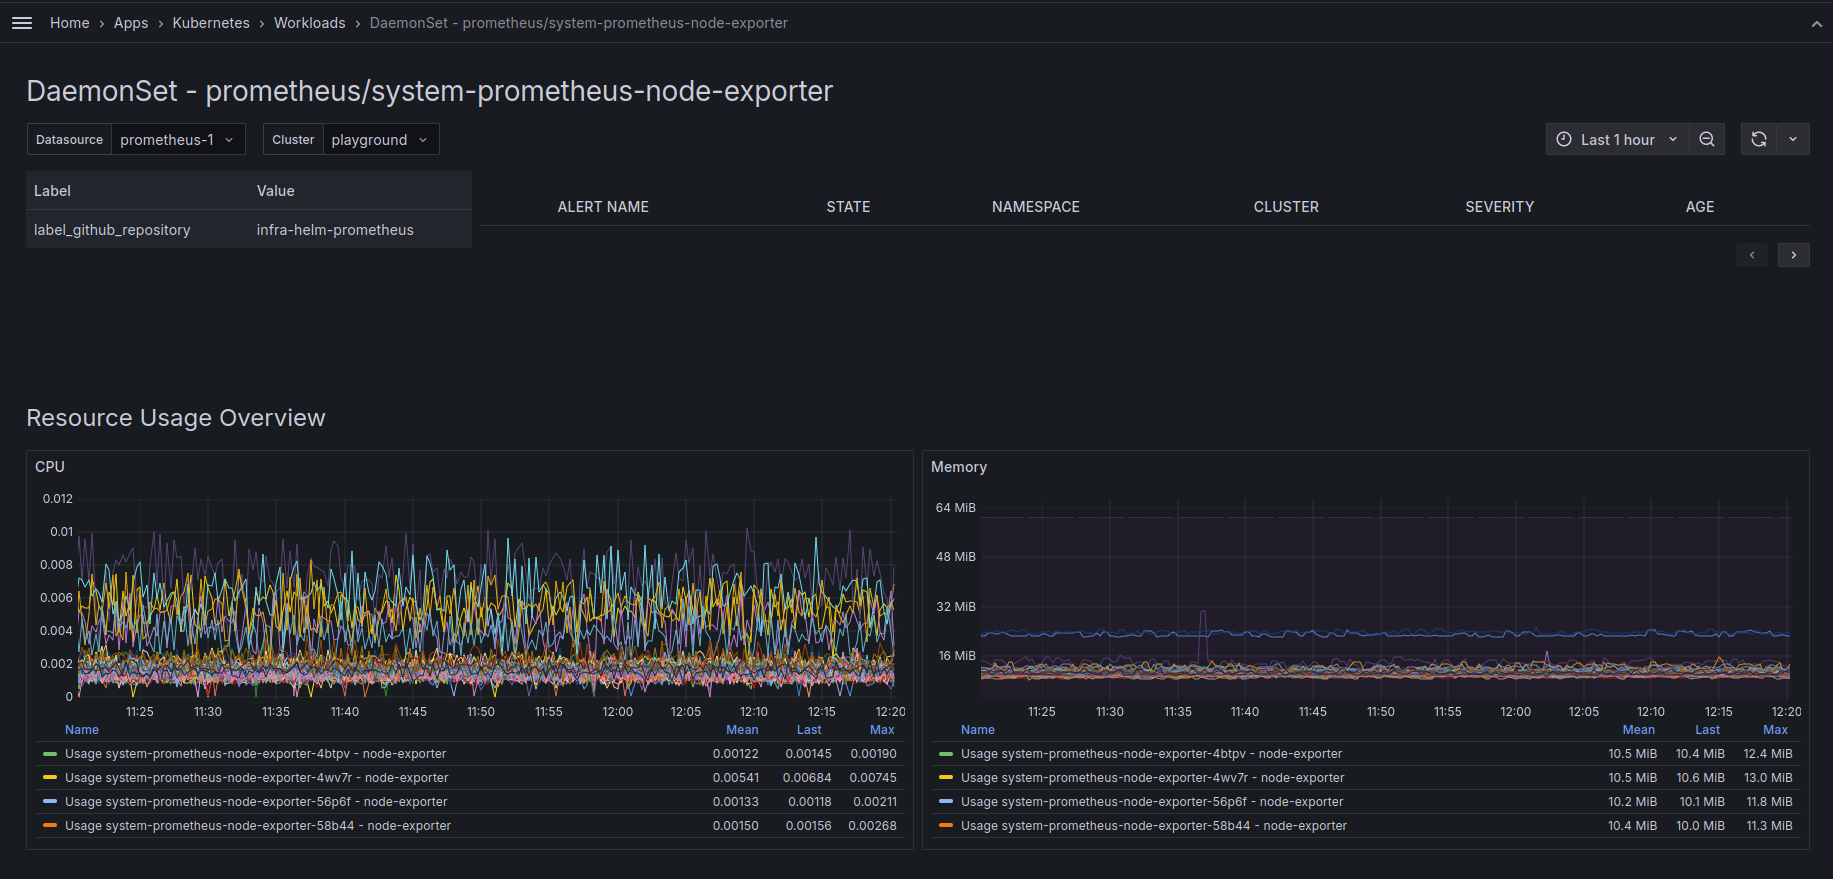 Home › Apps › Kubernetes › Workloads › DaemonSet - prometheus/system-prometheus-node-exporter
DaemonSet - prometheus/system-prometheus-node-exporter
Datasource prometheus-1 Cluster playground Last 1 hour
Label Value
label_github_repository infra-helm-prometheus
ALERT NAME STATE NAMESPACE CLUSTER SEVERITY AGE
Resource Usage Overview
CPU
0.012
0.01
0.008
0.006
0.004
0.002
0
11:25 11:30 11:35 11:40 11:45 11:50 11:55 12:00 12:05 12:10 12:15 12:20
Name Mean Last Max
Usage system-prometheus-node-exporter-4btpv - node-exporter 0.00122 0.00145 0.00190
Usage system-prometheus-node-exporter-4wv7r - node-exporter 0.00541 0.00684 0.00745
Usage system-prometheus-node-exporter-56p6f - node-exporter 0.00133 0.00118 0.00211
Usage system-prometheus-node-exporter-58b44 - node-exporter 0.00150 0.00156 0.00268
Memory
64 MiB
48 MiB
32 MiB
16 MiB
11:25 11:30 11:35 11:40 11:45 11:50 11:55 12:00 12:05 12:10 12:15 12:20
Name Mean Last Max
Usage system-prometheus-node-exporter-4btpv - node-exporter 10.5 MiB 10.4 MiB 12.4 MiB
Usage system-prometheus-node-exporter-4wv7r - node-exporter 10.5 MiB 10.6 MiB 13.0 MiB
Usage system-prometheus-node-exporter-56p6f - node-exporter 10.2 MiB 10.1 MiB 11.8 MiB
Usage system-prometheus-node-exporter-58b44 - node-exporter 10.4 MiB 10.0 MiB 11.3 MiB